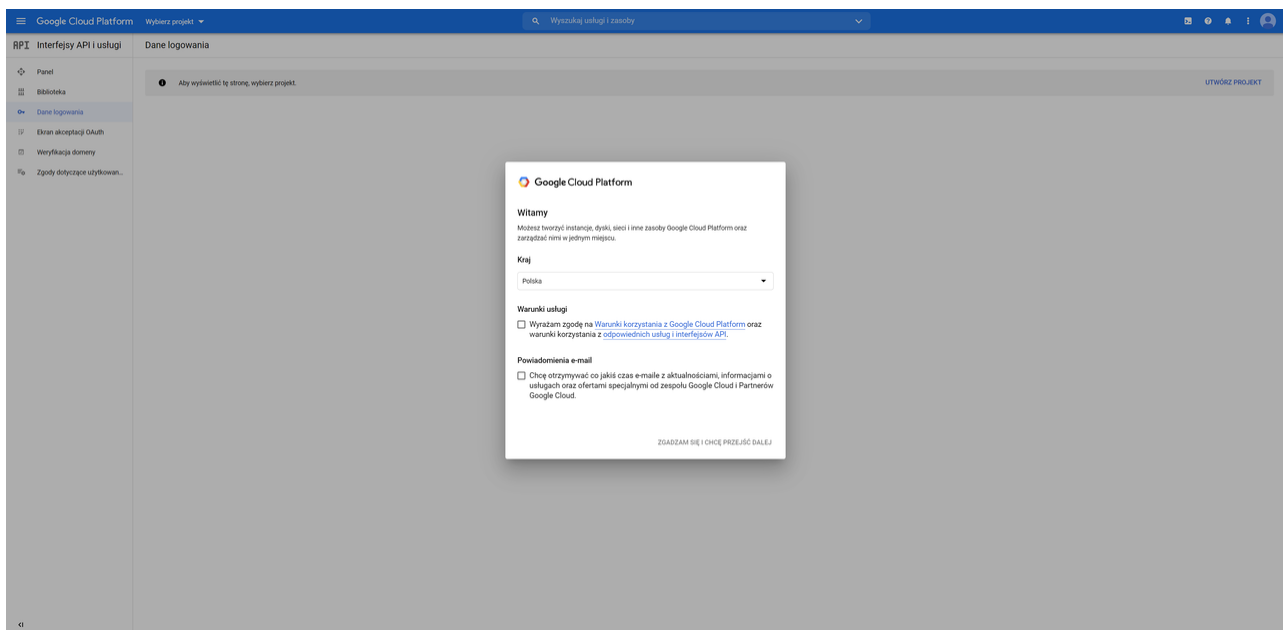 Google Cloud Platform
Wybierz projekt
Wyszukaj usługi i zasoby
API Interfejsy API i usługi
Dane logowania
Panel
Biblioteka
Dane logowania
Ekran akceptacji OAuth
Weryfikacja domeny
Zgody dotyczące użytkowan...
Aby wyświetlić tę stronę, wybierz projekt.
UTWÓRZ PROJEKT
Google Cloud Platform
Witamy
Możesz tworzyć instancje, dyski, sieci i inne zasoby Google Cloud Platform oraz
zarządzać nimi w jednym miejscu.
Kraj
Polska
Warunki usługi
Wyrażam zgodę na Warunki korzystania z Google Cloud Platform oraz
warunki korzystania z odpowiednich usług i interfejsów API.
Powiadomienia e-mail
Chcę otrzymywać co jakiś czas e-maile z aktualnościami, informacjami o
usługach oraz ofertami specjalnymi od zespołu Google Cloud i Partnerów
Google Cloud.
ZGADZAM SIĘ I CHCĘ PRZEJŚĆ DALEJ